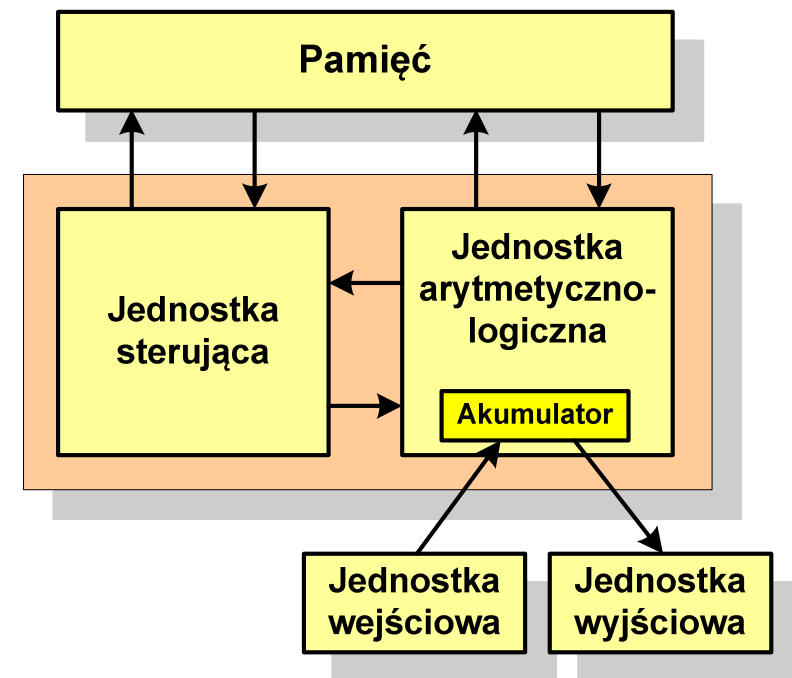 Pamięć
Jednostka
sterująca
Jednostka
arytmetyczno-
logiczna
Akumulator
Jednostka
wejściowa
Jednostka
wyjściowa